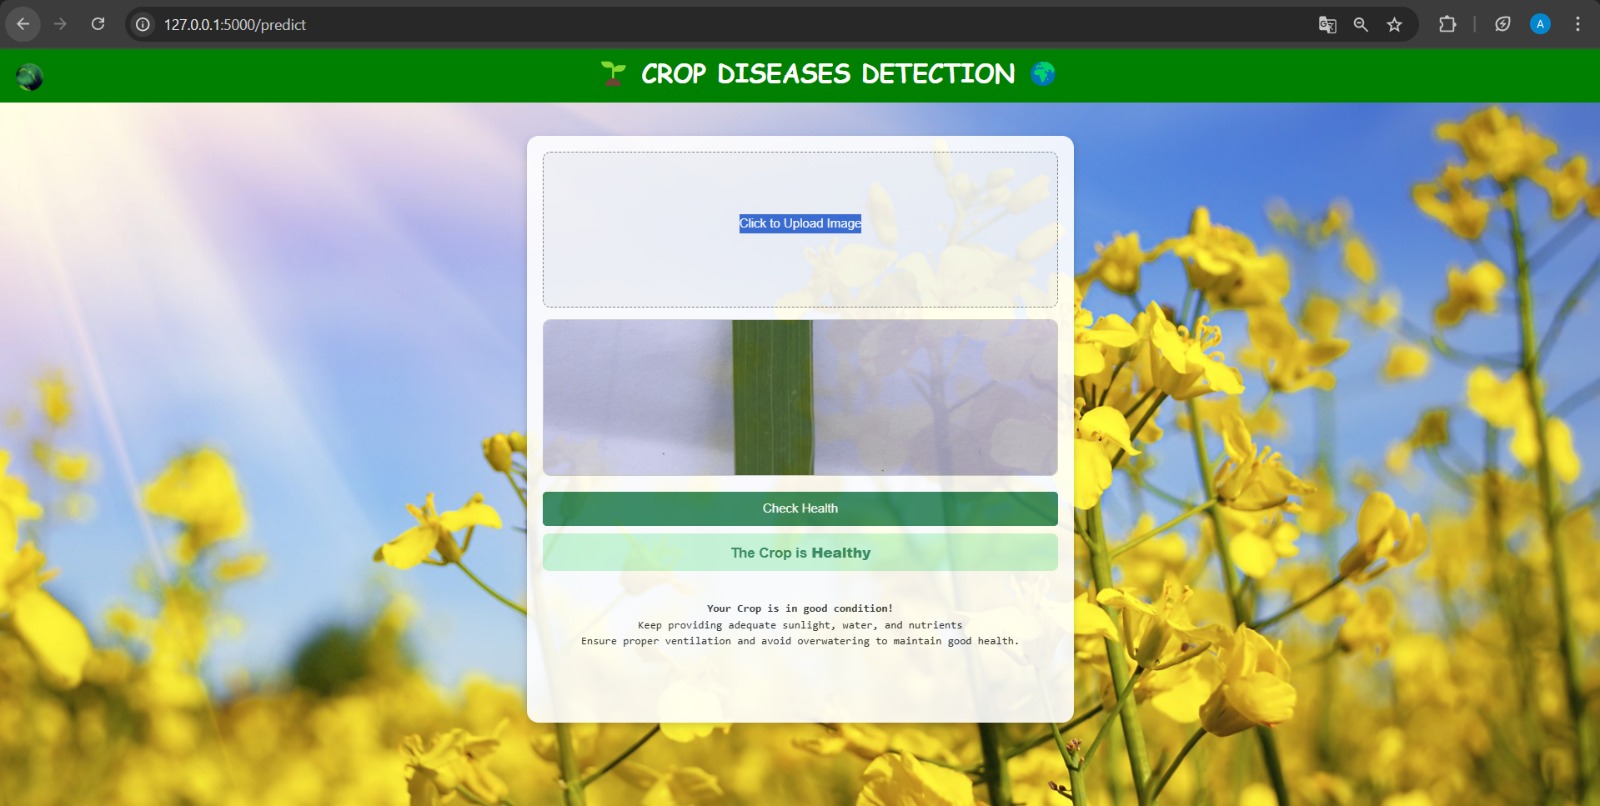 127.0.0.1:5000/predict
A
CROP DISEASES DETECTION
Click to Upload Image
Check Health
The Crop is Healthy
Your Crop is in good condition!
Keep providing adequate sunlight, water, and nutrients
Ensure proper ventilation and avoid overwatering to maintain good health.